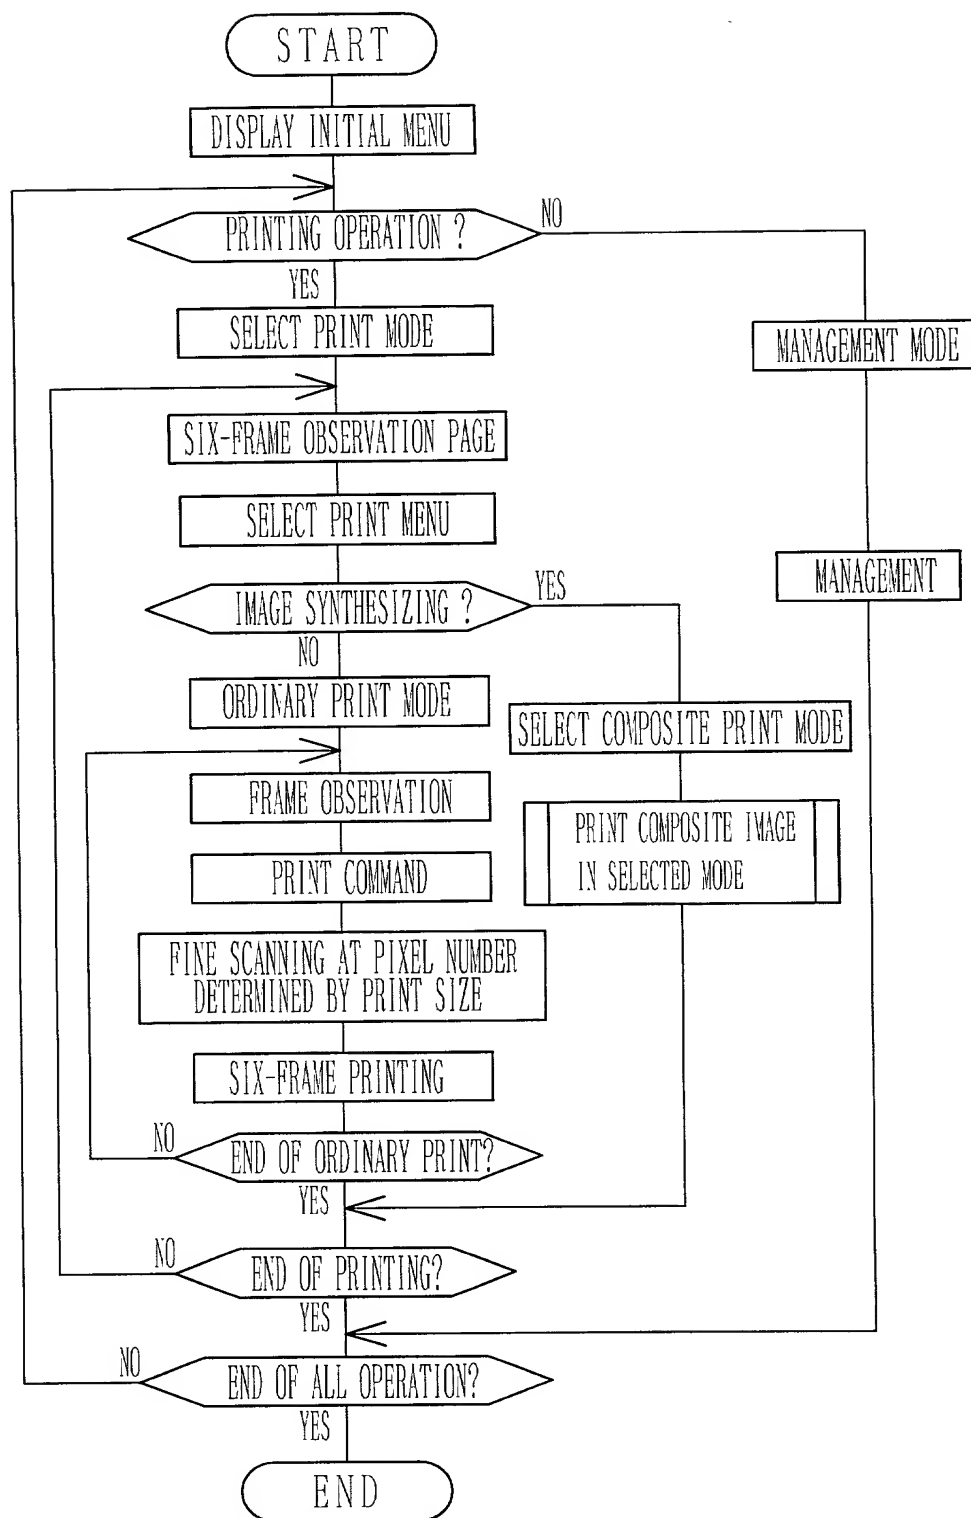 START
DISPLAY INITIAL MENU
PRINTING OPERATION ?
NO
YES
SELECT PRINT MODE
MANAGEMENT MODE
SIX-FRAME OBSERVATION PAGE
SELECT PRINT MENU
MANAGEMENT
IMAGE SYNTHESIZING ?
YES
NO
ORDINARY PRINT MODE
SELECT COMPOSITE PRINT MODE
FRAME OBSERVATION
PRINT COMPOSITE IMAGE
IN SELECTED MODE
PRINT COMMAND
FINE SCANNING AT PIXEL NUMBER
DETERMINED BY PRINT SIZE
SIX-FRAME PRINTING
NO
END OF ORDINARY PRINT?
YES
NO
END OF PRINTING?
YES
NO
END OF ALL OPERATION?
YES
END